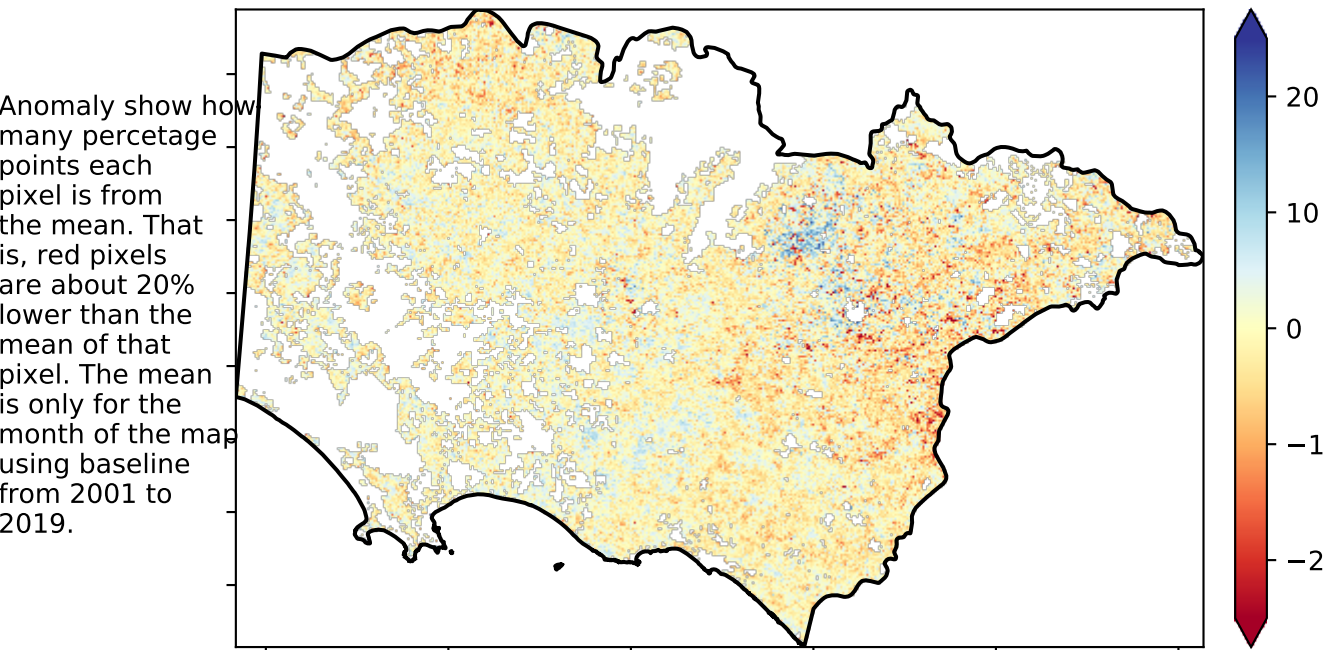 Anomaly show how
many percetage
points each
pixel is from
the mean. That
is, red pixels
are about 20%
lower than the
mean of that
pixel. The mean
is only for the
month of the map
using baseline
from 2001 to
2019.
20
10
0
−1
−2